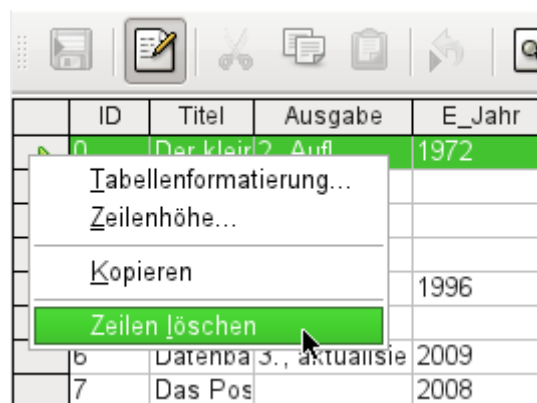 ID Titel Ausgabe E_Jahr
0 Der klein 2. Aufl. 1972
Tabellenformatierung...
Zeilenhöhe...
Kopieren
1996
Zeilen löschen
6 Datenba 3., aktualisie 2009
7 Das Pos 2008